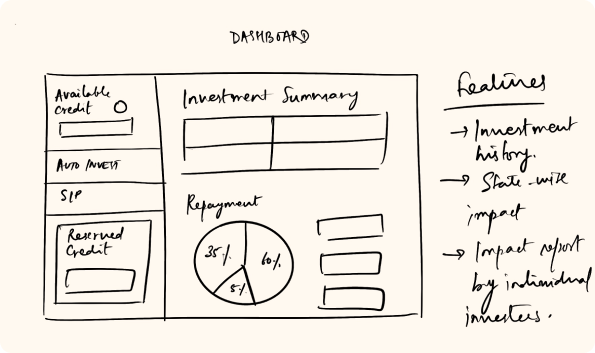 DASHBOARD
Available
Credit
AUTO INVEST
SIP
Reserved
Credit
Investment Summary
Repayment
35%
60%
5%
Features
→ Investment
history.
→ State-wise
impact
→ Impact report
by individual
investers.